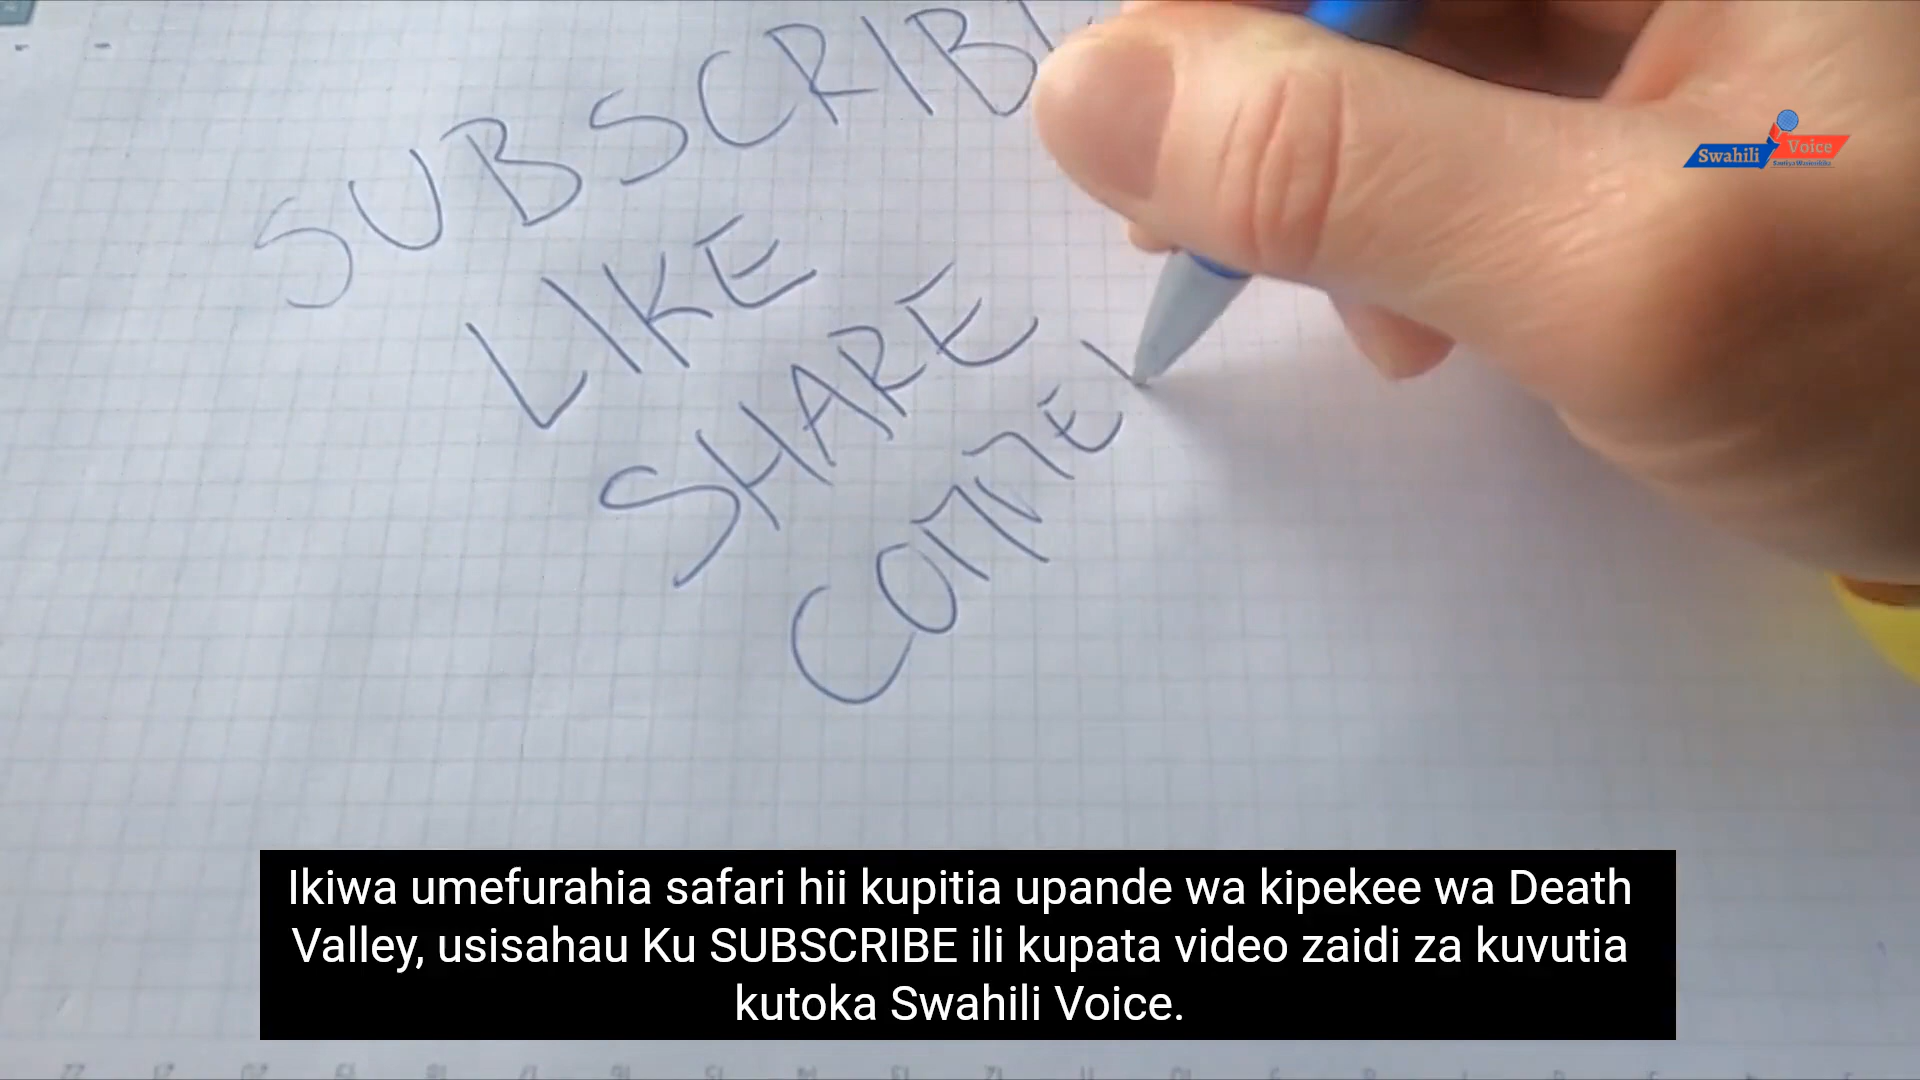 SUBSCRIB
LIKE
SHARE
COMME
Swahili Voice
Ikiwa umefurahia safari hii kupitia upande wa kipekee wa Death
Valley, usisahau Ku SUBSCRIBE ili kupata video zaidi za kuvutia
kutoka Swahili Voice.